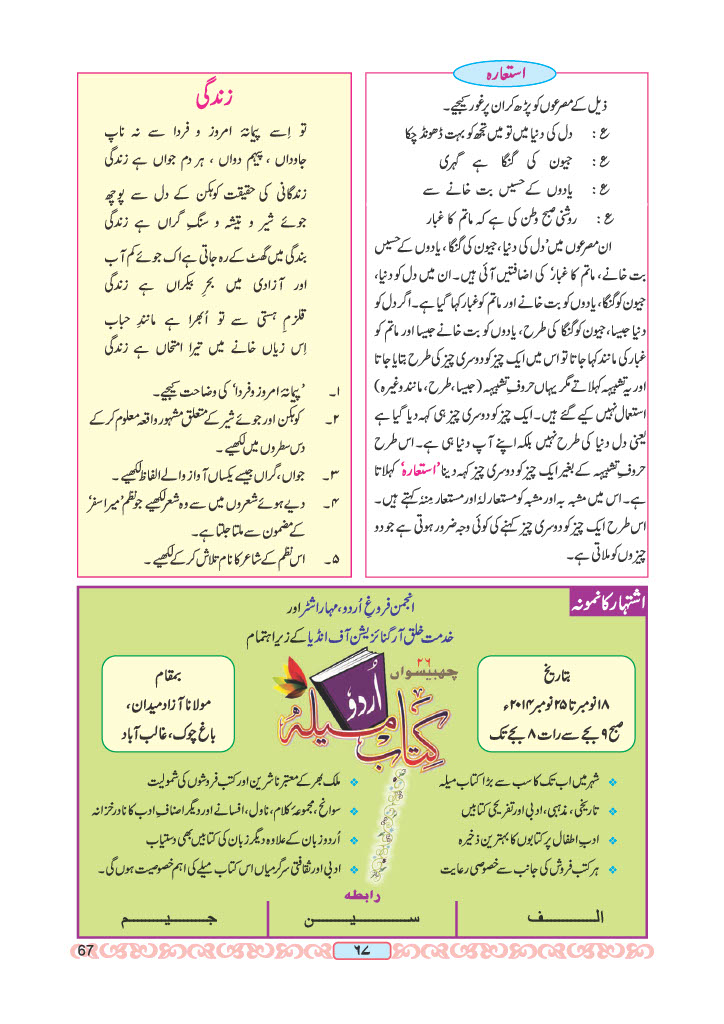 استعارہ
ذیل کے مصرعوں کو پڑھ کر ان پر غور کیجیے۔
ع : دل کی دنیا میں تو میں تجھ کو بہت ڈھونڈ چکا
ع : جیون کی گنگا ہے گہری
ع : یادوں کے حسیں بت خانے سے
ع : روشنی صبح وطن کی ہے کہ ماتم کا غبار
ان مصرعوں میں 'دل کی دنیا، جیون کی گنگا، یادوں کے حسیں
بت خانے، ماتم کا غبار' کی اضافتیں آئی ہیں۔ ان میں دل کو دنیا،
جیون کو گنگا، یادوں کو بت خانے اور ماتم کو غبار کہا گیا ہے۔ اگر دل کو
دنیا جیسا، جیون کو گنگا کی طرح، یادوں کو بت خانے جیسا اور ماتم کو
غبار کی مانند کہا جاتا تو اس میں ایک چیز کو دوسری چیز کی طرح بتایا جاتا
اور یہ تشبیہہ کہلاتے مگر یہاں حروفِ تشبیہہ (جیسا، طرح، مانند وغیرہ)
استعمال نہیں کیے گئے ہیں۔ ایک چیز کو دوسری چیز ہی کہہ دیا گیا ہے
یعنی دل دنیا کی طرح نہیں بلکہ اپنے آپ دنیا ہی ہے۔ اس طرح
حروفِ تشبیہہ کے بغیر ایک چیز کو دوسری چیز کہہ دینا 'استعارہ' کہلاتا
ہے۔ اس میں مشبہ بہ اور مشبہ کو مستعار لہٗ اور مستعار مِنہٗ کہتے ہیں۔
اس طرح ایک چیز کو دوسری چیز کہنے کی کوئی وجہ ضرور ہوتی ہے جو دو
چیزوں کو ملاتی ہے۔
زندگی
تو اِسے پیمانۂ امروز و فردا سے نہ ناپ
جاوداں ، پیہم دواں ، ہر دم جواں ہے زندگی
زندگانی کی حقیقت کوہکن کے دل سے پوچھ
جوئے شیر و تیشہ و سنگِ گراں ہے زندگی
بندگی میں گھٹ کے رہ جاتی ہے اک جوئے کم آب
اور آزادی میں بحرِ بیکراں ہے زندگی
قلزمِ ہستی سے تو اُبھرا ہے مانندِ حباب
اِس زیاں خانے میں تیرا امتحاں ہے زندگی
۱۔ 'پیمانۂ امروز و فردا' کی وضاحت کیجیے۔
۲۔ کوہکن اور جوئے شیر کے متعلق مشہور واقعہ معلوم کر کے
دس سطروں میں لکھیے۔
۳۔ جواں، گراں جیسے یکساں آواز والے الفاظ لکھیے۔
۴۔ دیے ہوئے شعروں میں سے وہ شعر لکھیے جو نظم 'میرا سفر'
کے مضمون سے ملتا جلتا ہے۔
۵۔ اس نظم کے شاعر کا نام تلاش کر کے لکھیے۔
اشتہار کا نمونہ
انجمن فروغِ اُردو، مہاراشٹر اور
خدمت خلق آرگنائزیشن آف انڈیا کے زیرِ اہتمام
۲۶
چھبیسواں
اُردو
کتاب میلہ
بتاریخ
۱۸ نومبر تا ۲۵ نومبر ۲۰۱۴ء
صبح ۹ بجے سے رات ۸ بجے تک
بمقام
مولانا آزاد میدان،
باغ چوک، غالب آباد
شہر میں اب تک کا سب سے بڑا کتاب میلہ
تاریخی، مذہبی، ادبی اور تفریحی کتابیں
ادبِ اطفال پر کتابوں کا بہترین ذخیرہ
ہر کتب فروش کی جانب سے خصوصی رعایت
ملک بھر کے معتبر ناشرین اور کتب فروشوں کی شمولیت
سوانح، مجموعۂ کلام، ناول، افسانے اور دیگر اصنافِ ادب کا نادر خزانہ
اُردو زبان کے علاوہ دیگر زبان کی کتابیں بھی دستیاب
ادبی اور ثقافتی سرگرمیاں اس کتاب میلے کی اہم خصوصیت ہوں گی۔
رابطہ
الف
سین
جیم
۶۷
67